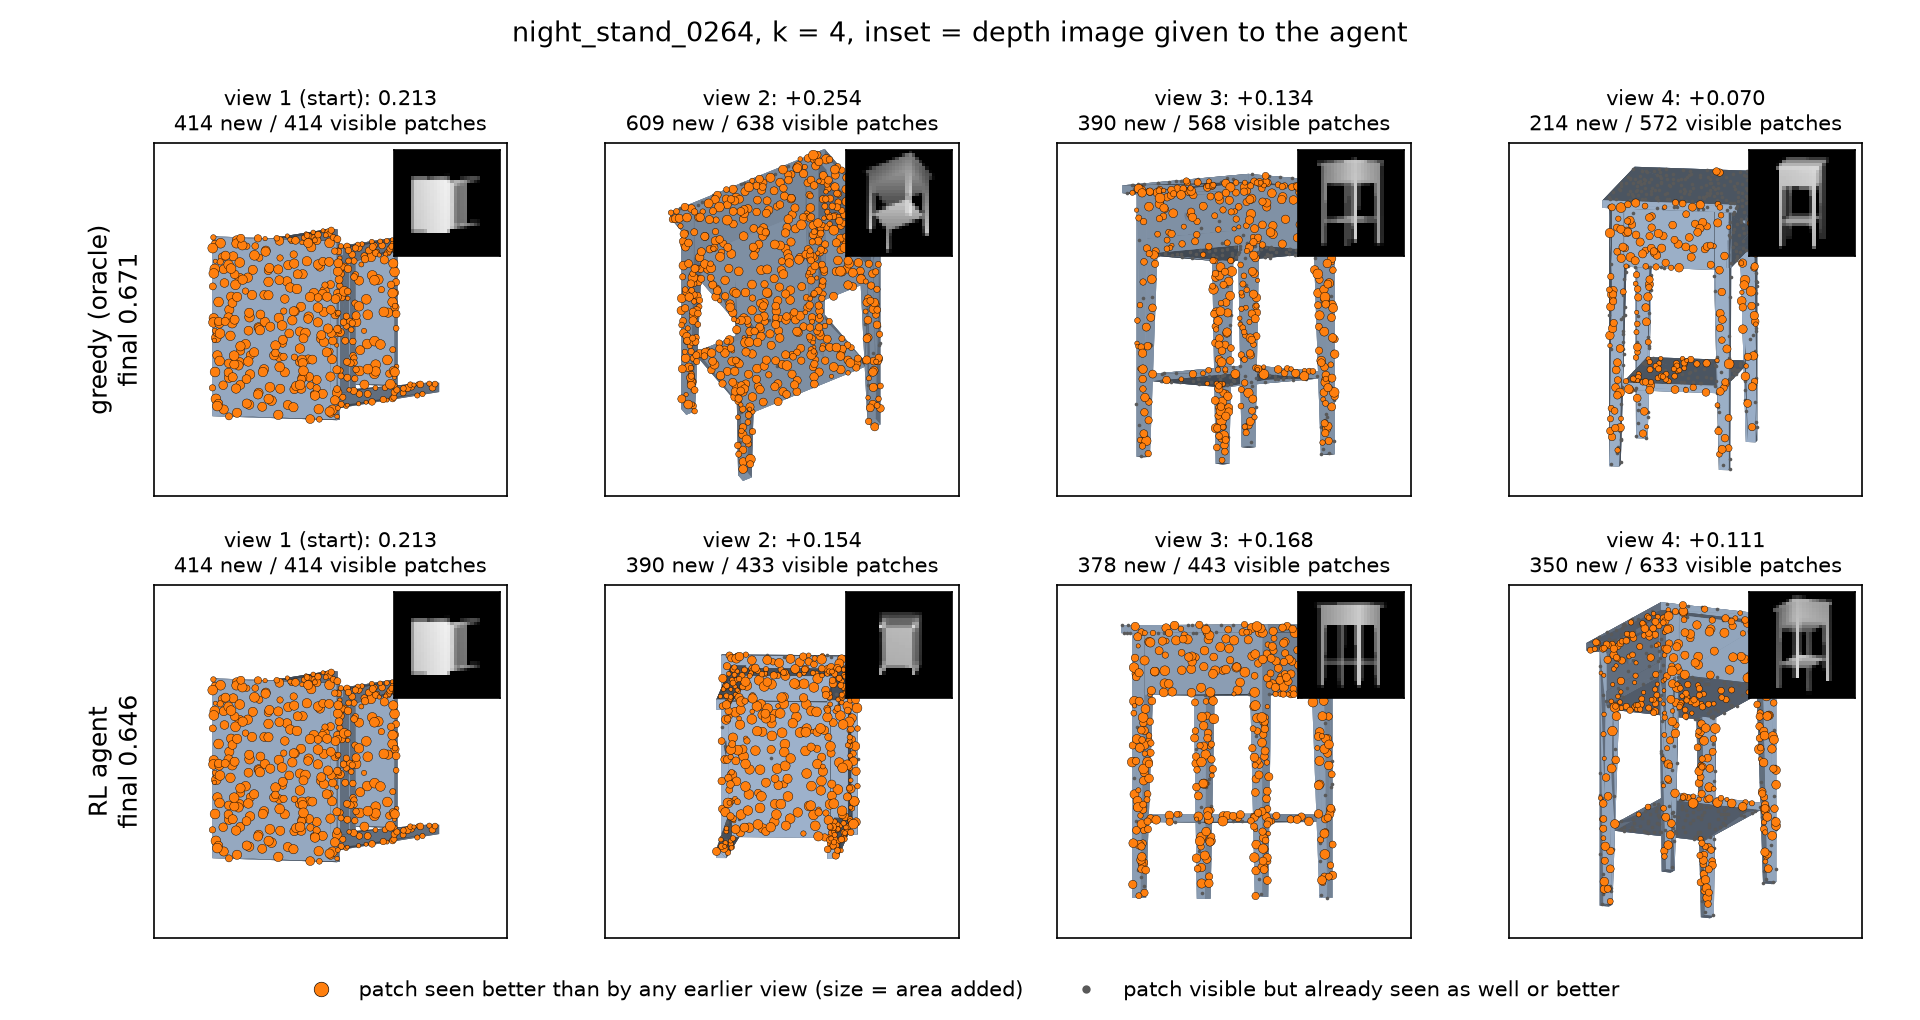 night_stand_0264, k = 4, inset = depth image given to the agent
view 1 (start): 0.213
414 new / 414 visible patches
view 2: +0.254
609 new / 638 visible patches
view 3: +0.134
390 new / 568 visible patches
view 4: +0.070
214 new / 572 visible patches
greedy (oracle)
final 0.671
view 1 (start): 0.213
414 new / 414 visible patches
view 2: +0.154
390 new / 433 visible patches
view 3: +0.168
378 new / 443 visible patches
view 4: +0.111
350 new / 633 visible patches
RL agent
final 0.646
patch seen better than by any earlier view (size = area added)
patch visible but already seen as well or better